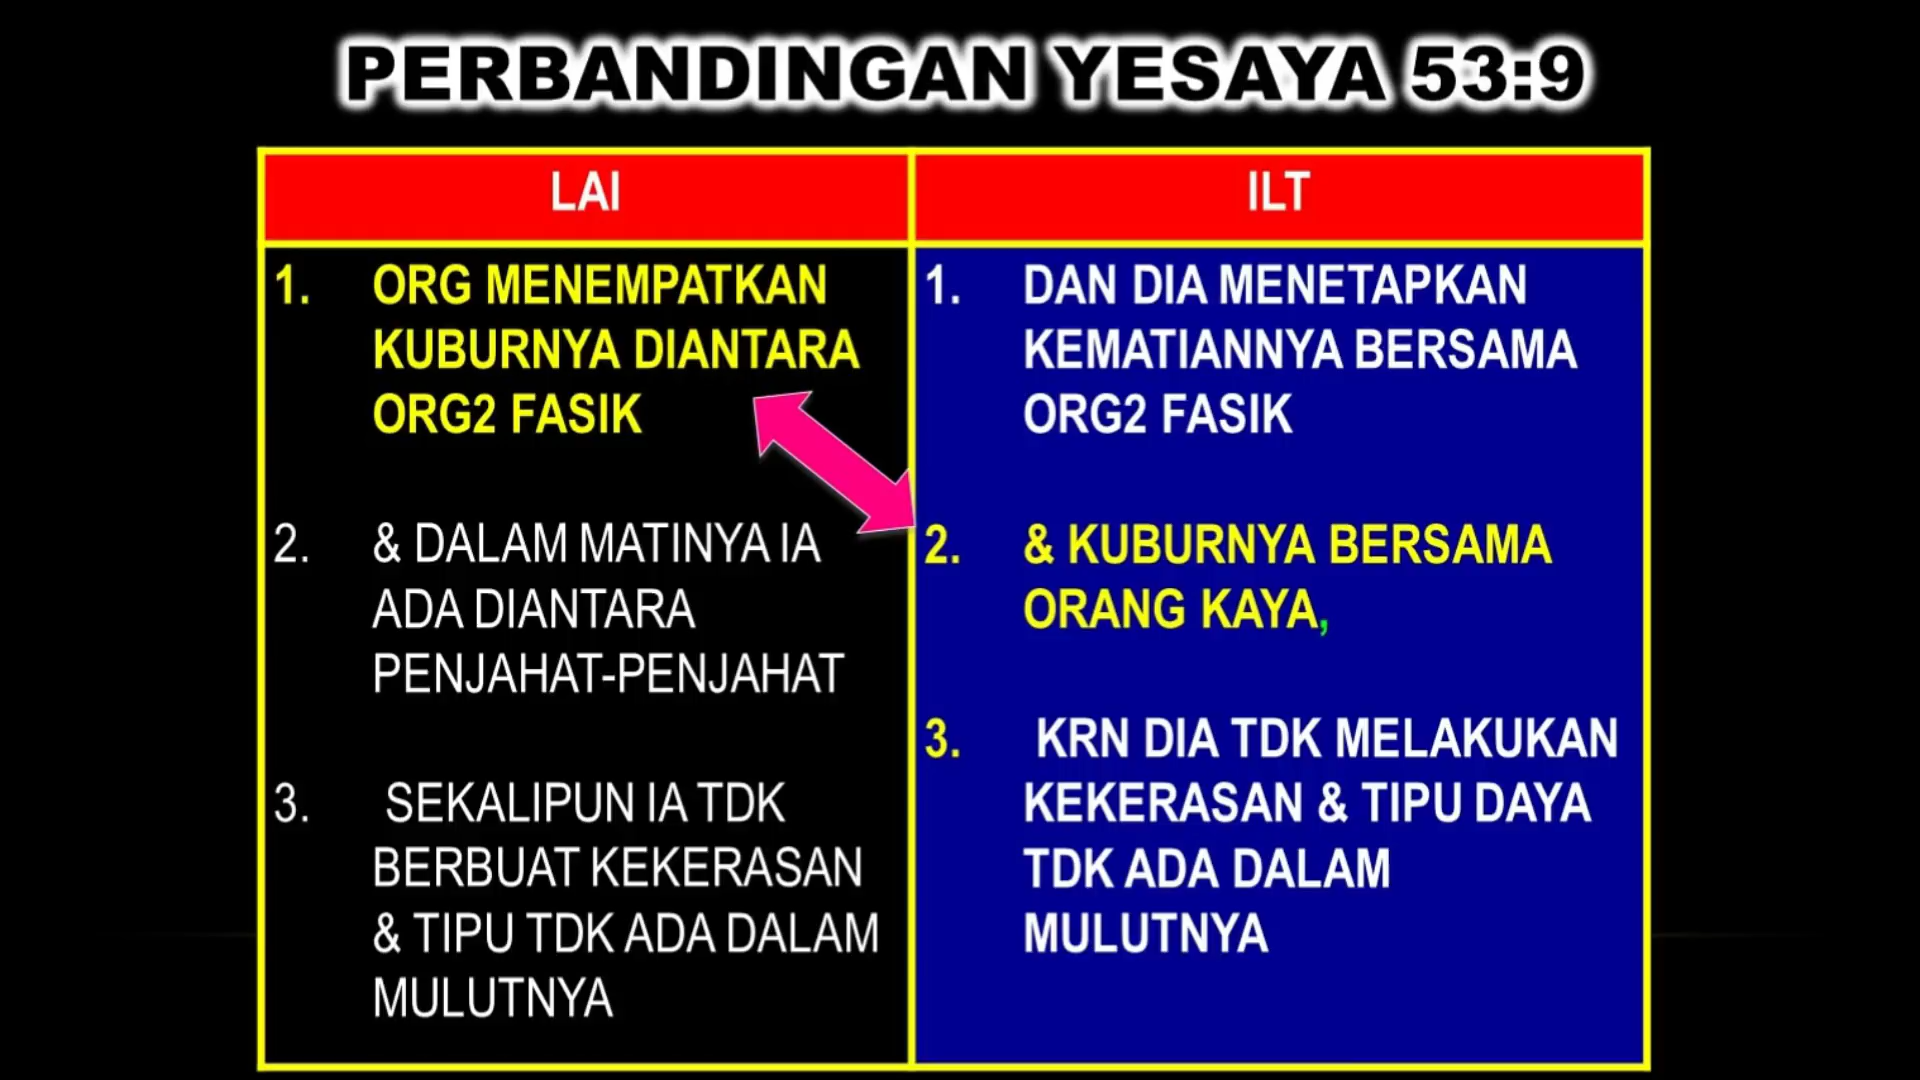 PERBANDINGAN YESAYA 53:9
LAI
1. ORG MENEMPATKAN
KUBURNYA DIANTARA
ORG2 FASIK
2. & DALAM MATINYA IA
ADA DIANTARA
PENJAHAT-PENJAHAT
3. SEKALIPUN IA TDK
BERBUAT KEKERASAN
& TIPU TDK ADA DALAM
MULUTNYA
ILT
1. DAN DIA MENETAPKAN
KEMATIANNYA BERSAMA
ORG2 FASIK
2. & KUBURNYA BERSAMA
ORANG KAYA,
3. KRN DIA TDK MELAKUKAN
KEKERASAN & TIPU DAYA
TDK ADA DALAM
MULUTNYA